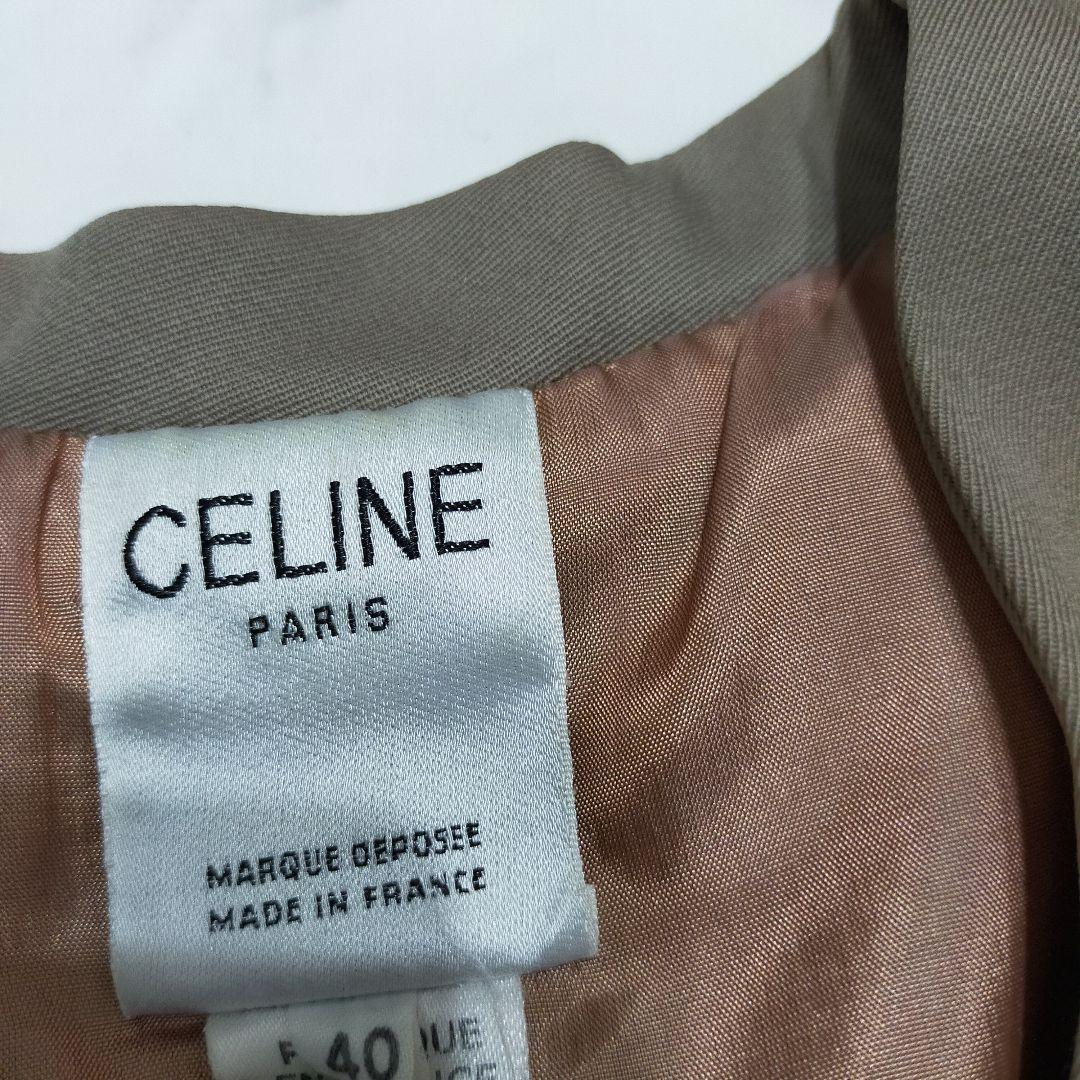 CELINE
PARIS
MARQUE DEPOSEE
MADE IN FRANCE
40